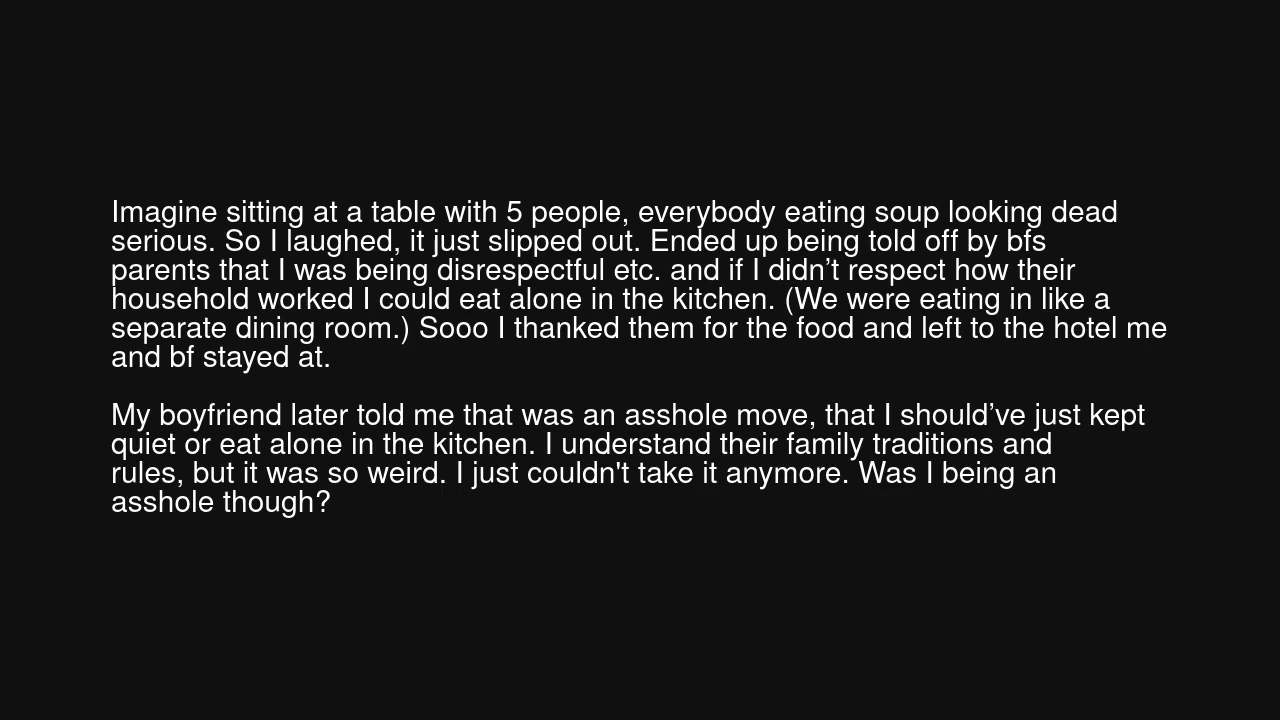 Imagine sitting at a table with 5 people, everybody eating soup looking dead
serious. So I laughed, it just slipped out. Ended up being told off by bfs
parents that I was being disrespectful etc. and if I didn’t respect how their
household worked I could eat alone in the kitchen. (We were eating in like a
separate dining room.) Sooo I thanked them for the food and left to the hotel me
and bf stayed at.
My boyfriend later told me that was an asshole move, that I should’ve just kept
quiet or eat alone in the kitchen. I understand their family traditions and
rules, but it was so weird. I just couldn't take it anymore. Was I being an
asshole though?